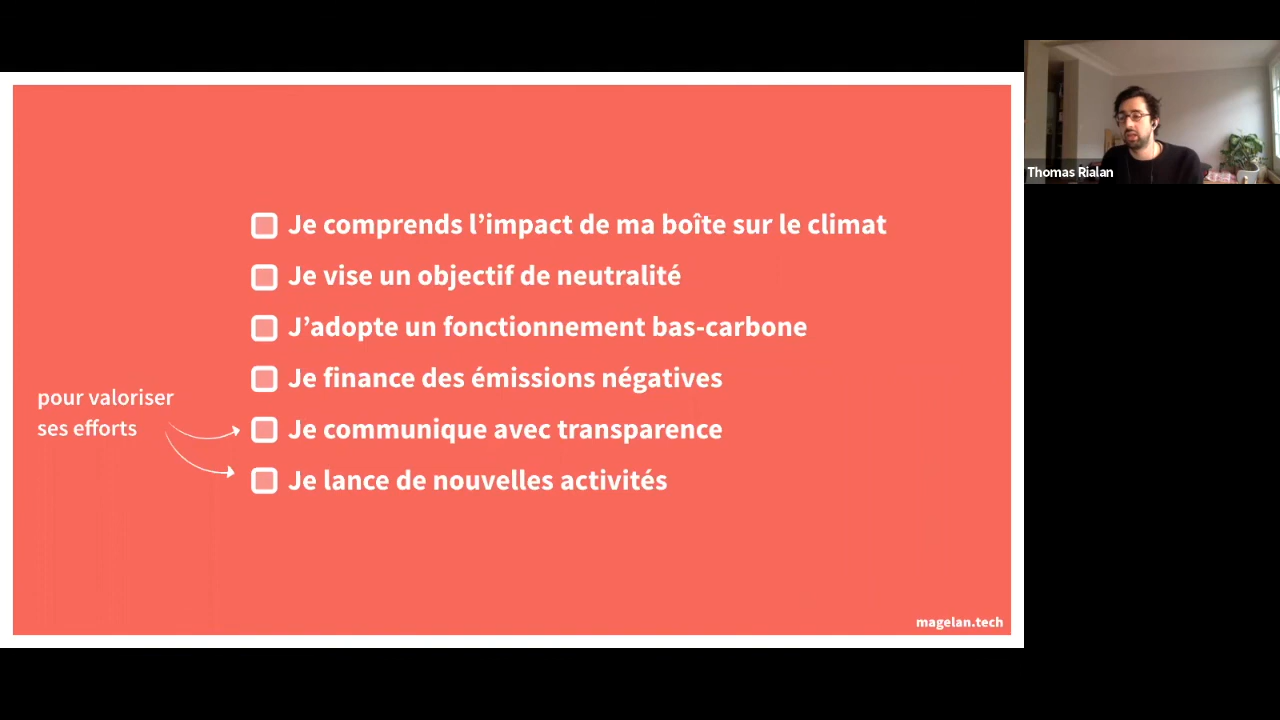 Thomas Rialan
Je comprends l’impact de ma boîte sur le climat
Je vise un objectif de neutralité
J’adopte un fonctionnement bas-carbone
Je finance des émissions négatives
pour valoriser
ses efforts
Je communique avec transparence
Je lance de nouvelles activités
magelan.tech